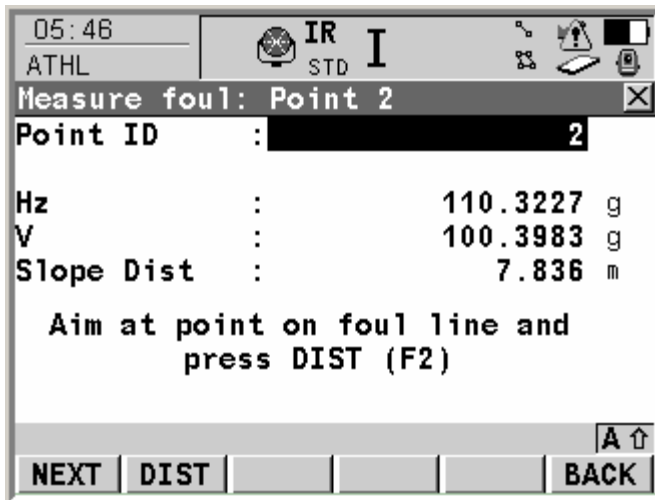 05:46
ATHL
IR
STD
I
Measure foul: Point 2
Point ID : 2
Hz : 110.3227 g
V : 100.3983 g
Slope Dist : 7.836 m
Aim at point on foul line and
press DIST (F2)
A
NEXT DIST BACK